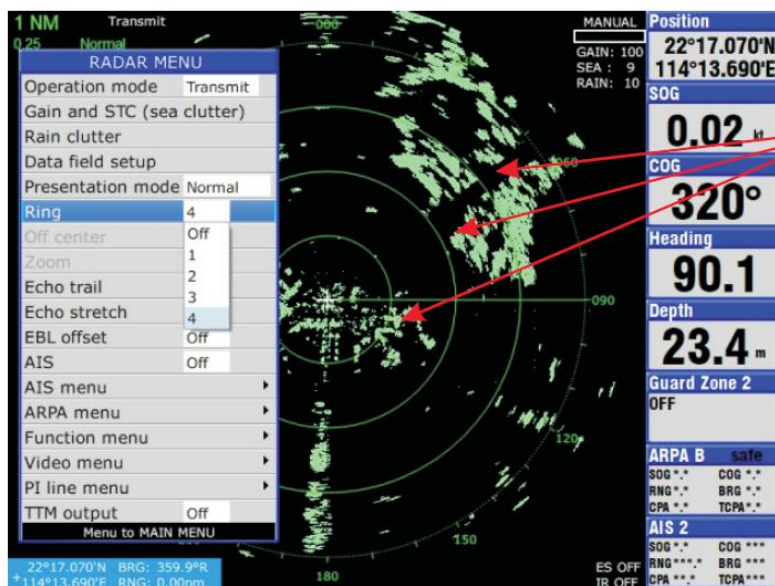 1 NM Transmit
0.25 Normal
RADAR MENU
Operation mode Transmit
Gain and STC (sea clutter)
Rain clutter
Data field setup
Presentation mode Normal
Ring 4
Off center
Off
Zoom
1
2
Echo trail
3
Echo stretch
4
EBL offset Off
AIS Off
AIS menu
ARPA menu
Function menu
Video menu
PI line menu
TTM output Off
Menu to MAIN MENU
22°17.070'N BRG: 359.9°R
+114°13.690'E RNG: 0.00nm
000
060
090
120
150
180
MANUAL
GAIN: 100
SEA : 9
RAIN: 10
ES OFF
IR OFF
Position
22°17.070'N
114°13.690'E
SOG
0.02 kt
COG
320°
Heading
90.1
Depth
23.4 m
Guard Zone 2
OFF
ARPA B safe
SOG *.* COG *.*
RNG *.* BRG *.*
CPA *.* TCPA *.*
AIS 2
SOG *.* COG ***
RNG ***.* BRG ***
CPA **.* TCPA ***